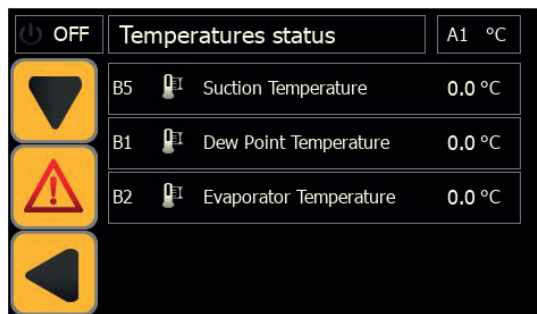 OFF Temperatures status A1 °C
B5 Suction Temperature 0.0 °C
B1 Dew Point Temperature 0.0 °C
B2 Evaporator Temperature 0.0 °C